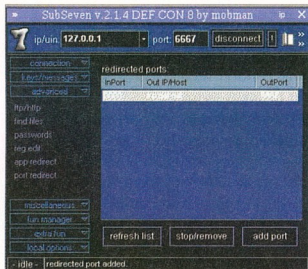 SubSeven v.2.1.4 DEF CON 8 by mobman
ip
ip/uin: 127.0.0.1
port: 6667
disconnect
!
connection
keys/messages
advanced
ftp/http
find files
passwords
reg edit
app redirect
port redirect
miscellaneous
fun manager
extra fun
local options
redirected ports
InPort
Out IP/Host
OutPort
refresh list
stop/remove
add port
- idle -
redirected port added.